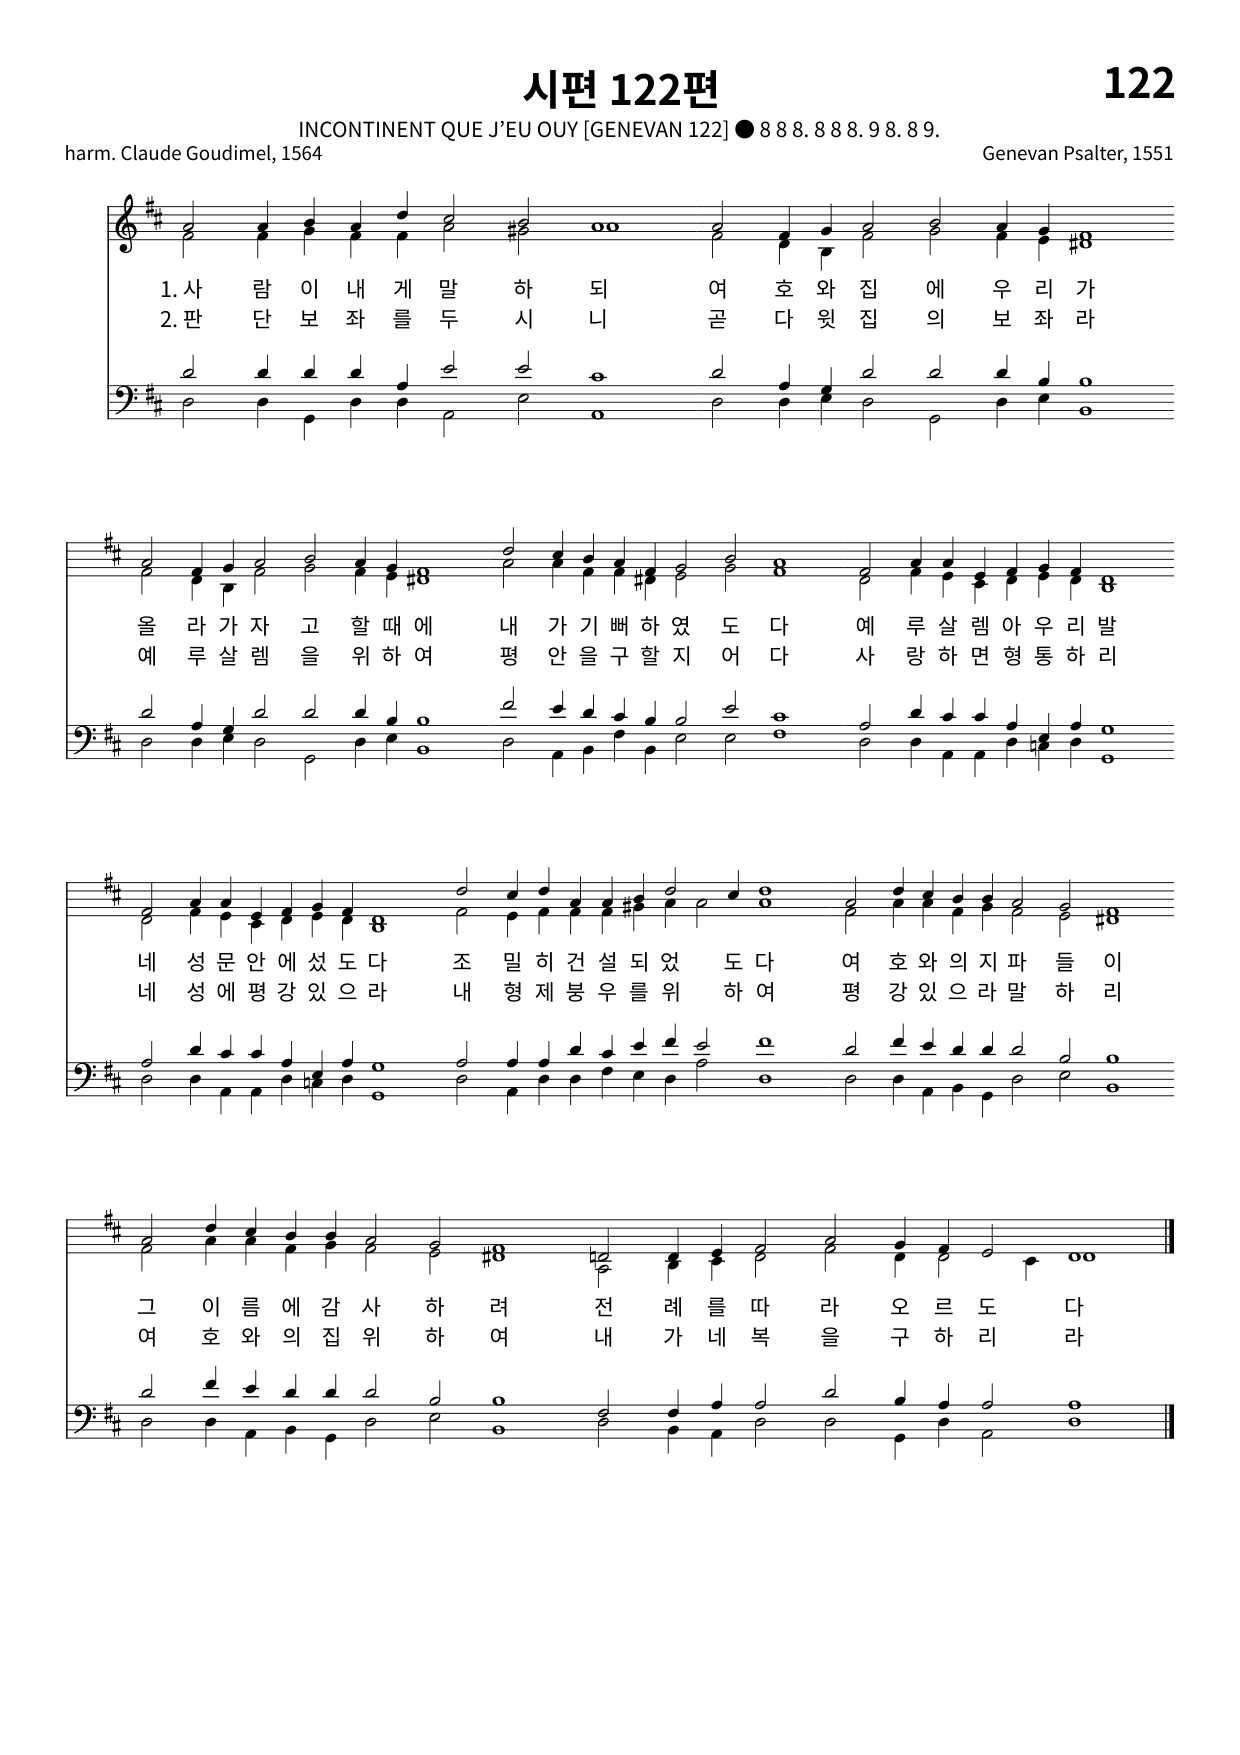 시편 122편
122
INCONTINENT QUE J’EU OUY [GENEVAN 122] ● 8 8 8. 8 8 8. 9 8. 8 9.
harm. Claude Goudimel, 1564
Genevan Psalter, 1551
1. 사 람 이 내 게 말 하 되 여 호 와 집 에 우 리 가
2. 판 단 보 좌 를 두 시 니 곧 다 윗 집 의 보 좌 라
올 라 가 자 고 할 때 에 내 가 기 뻐 하 였 도 다 예 루 살 렘 아 우 리 발
예 루 살 렘 을 위 하 여 평 안 을 구 할 지 어 다 사 랑 하 면 형 통 하 리
네 성 문 안 에 섰 도 다 조 밀 히 건 설 되 었 도 다 여 호 와 의 지 파 들 이
네 성 에 평 강 있 으 라 내 형 제 붕 우 를 위 하 여 평 강 있 으 라 말 하 리
그 이 름 에 감 사 하 려 전 례 를 따 라 오 르 도 다
여 호 와 의 집 위 하 여 내 가 네 복 을 구 하 리 라